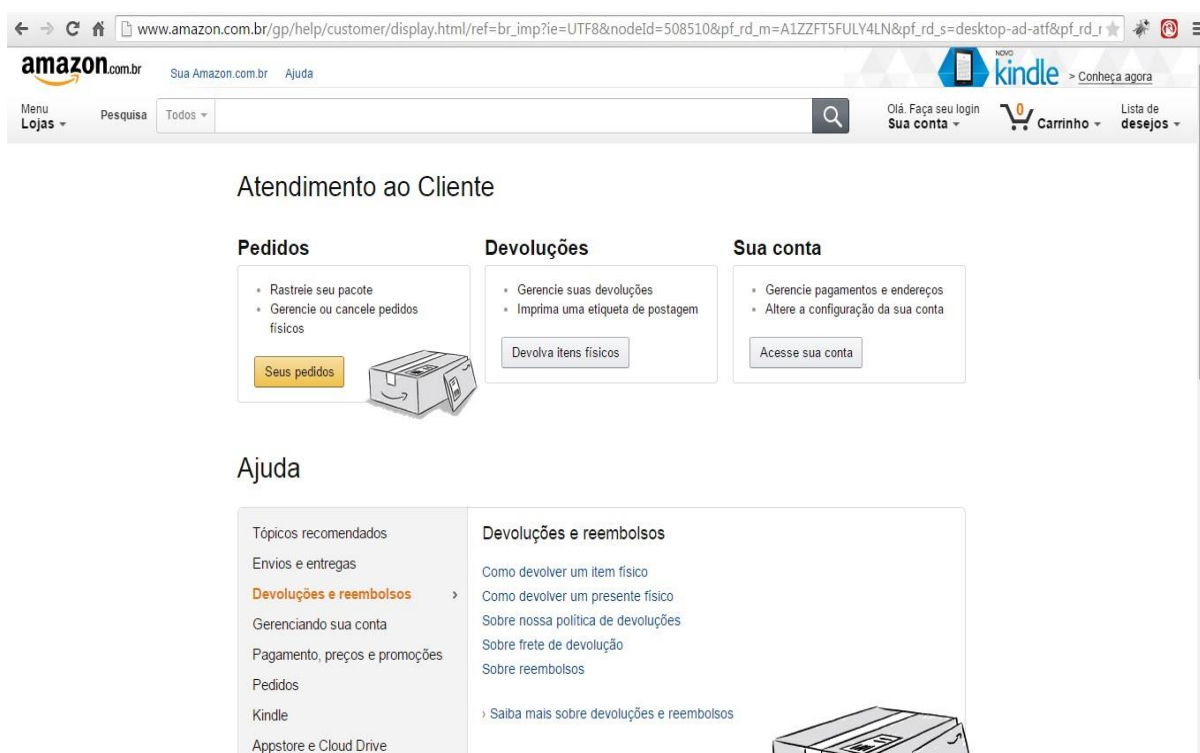 www.amazon.com.br/gp/help/customer/display.html/ref=br_imp?ie=UTF8&nodeId=508510&pf_rd_m=A1ZZFT5FULY4LN&pf_rd_s=desktop-ad-atf&pf_rd_r
amazon.com.br
Sua Amazon.com.br Ajuda
NOVO
kindle > Conheça agora
Menu
Lojas
Pesquisa Todos
Olá. Faça seu login
Sua conta
0
Carrinho
Lista de
desejos
Atendimento ao Cliente
Pedidos
Rastreie seu pacote
Gerencie ou cancele pedidos
físicos
Seus pedidos
Devoluções
Gerencie suas devoluções
Imprima uma etiqueta de postagem
Devolva itens físicos
Sua conta
Gerencie pagamentos e endereços
Altere a configuração da sua conta
Acesse sua conta
Ajuda
Tópicos recomendados
Envios e entregas
Devoluções e reembolsos
Gerenciando sua conta
Pagamento, preços e promoções
Pedidos
Kindle
Appstore e Cloud Drive
Devoluções e reembolsos
Como devolver um item físico
Como devolver um presente físico
Sobre nossa política de devoluções
Sobre frete de devolução
Sobre reembolsos
› Saiba mais sobre devoluções e reembolsos